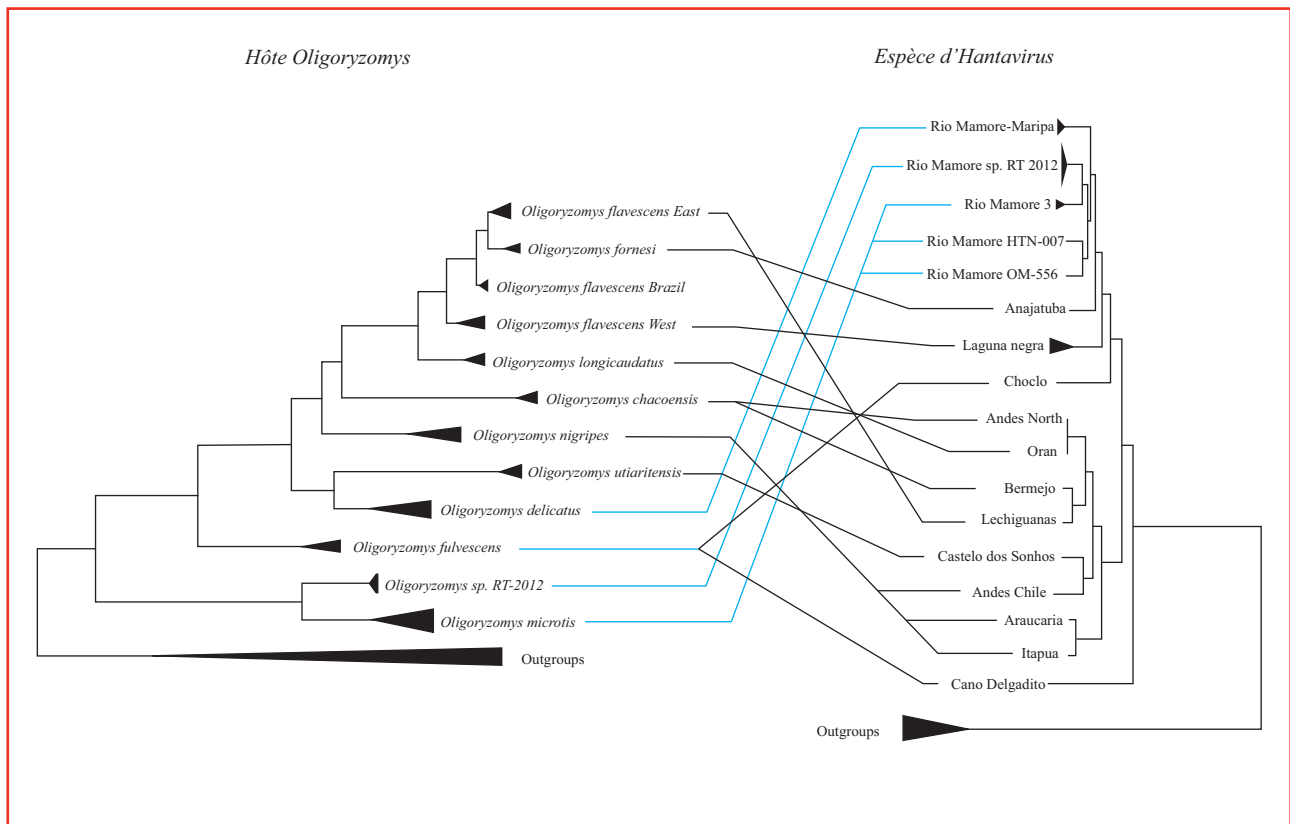 Hôte Oligoryzomys
Espèce d'Hantavirus
Oligoryzomys flavescens East
Oligoryzomys fornesi
Oligoryzomys flavescens Brazil
Oligoryzomys flavescens West
Oligoryzomys longicaudatus
Oligoryzomys chacoensis
Oligoryzomys nigripes
Oligoryzomys utiaritensis
Oligoryzomys delicatus
Oligoryzomys fulvescens
Oligoryzomys sp. RT-2012
Oligoryzomys microtis
Outgroups
Rio Mamore-Maripa
Rio Mamore sp. RT 2012
Rio Mamore 3
Rio Mamore HTN-007
Rio Mamore OM-556
Anajatuba
Laguna negra
Choclo
Andes North
Oran
Bermejo
Lechiguanas
Castelo dos Sonhos
Andes Chile
Araucaria
Itapua
Cano Delgadito
Outgroups